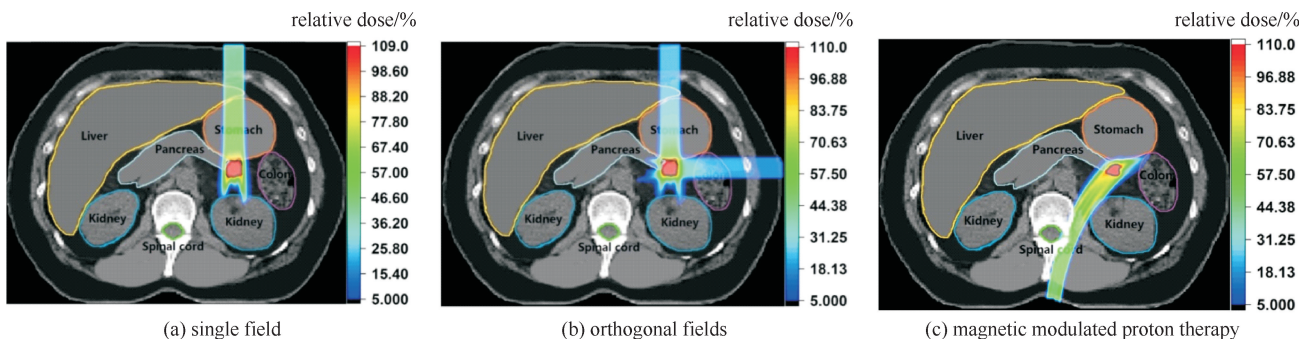 relative dose/%
109.0
98.60
88.20
77.80
67.40
57.00
46.60
36.20
25.80
15.40
5.000
Liver
Stomach
Pancreas
Colon
Kidney
Kidney
Spinal cord
(a) single field
relative dose/%
110.0
96.88
83.75
70.63
57.50
44.38
31.25
18.13
5.000
Liver
Stomach
Pancreas
Colon
Kidney
Kidney
Spinal cord
(b) orthogonal fields
relative dose/%
110.0
96.88
83.75
70.63
57.50
44.38
31.25
18.13
5.000
Liver
Stomach
Pancreas
Colon
Kidney
Kidney
Spinal cord
(c) magnetic modulated proton therapy